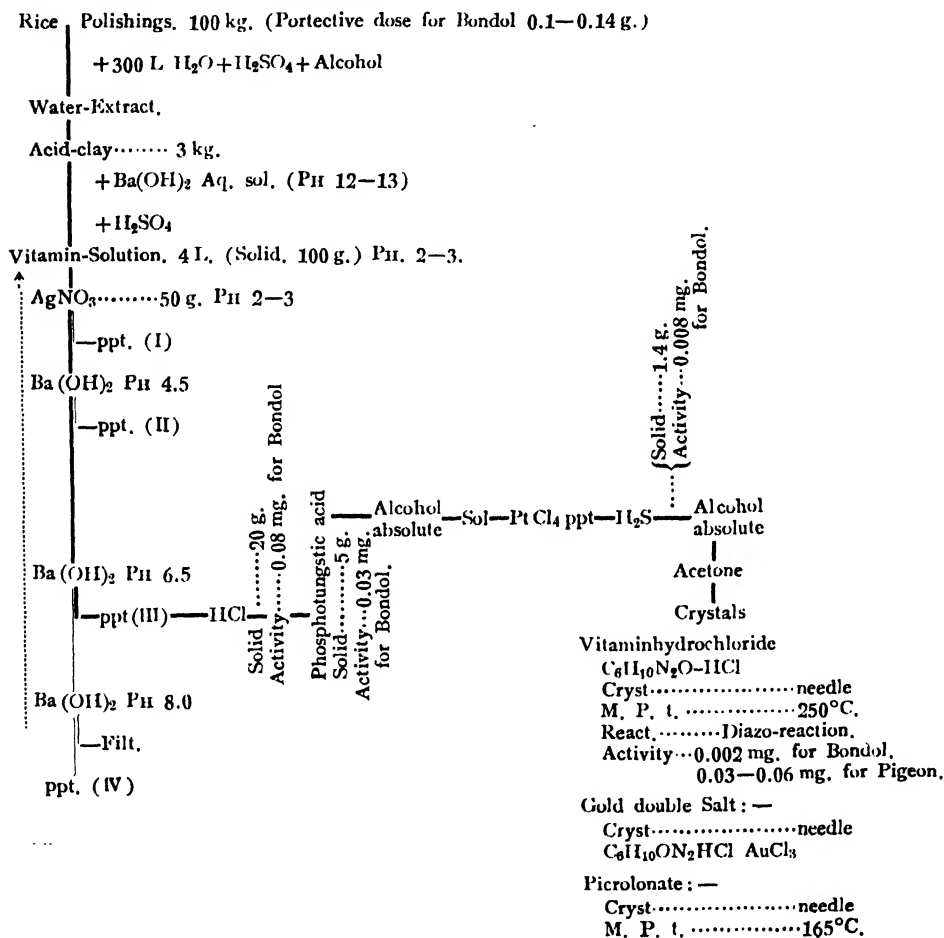 Rice Polishings. 100 kg. (Portective dose for Bondol 0.1—0.14 g.)
+300 L H₂O+H₂SO₄+Alcohol
Water-Extract.
Acid-clay········ 3 kg.
+Ba(OH)₂ Aq. sol. (PH 12—13)
+H₂SO₄
Vitamin-Solution. 4 L. (Solid. 100 g.) PH. 2—3.
AgNO₃·········50 g. PH 2—3
—ppt. (I)
Ba(OH)₂ PH 4.5
—ppt. (II)
Ba(OH)₂ PH 6.5
—ppt (III)—HCl
Solid ········20 g.
Activity·····0.08 mg. for Bondol
Phosphotungstic acid
Solid······5 g.
Activity···0.03 mg.
for Bondol.
Alcohol
absolute
—Sol—PtCl₄ ppt—H₂S—
Solid·····1.4 g.
Activity····0.008 mg.
for Bondol.
Alcohol
absolute
Acetone
Crystals
Ba(OH)₂ PH 8.0
—Filt.
ppt. (IV)
Vitaminhydrochloride
C₆H₁₀N₂O-HCl
Cryst·····················needle
M. P. t. ················250°C.
React.·········Diazo-reaction.
Activity···0.002 mg. for Bondol.
0.03—0.06 mg. for Pigeon.
Gold double Salt: —
Cryst·····················needle
C₆H₁₀ON₂HCl AuCl₃
Picrolonate: —
Cryst·····················needle
M. P. t. ················165°C.